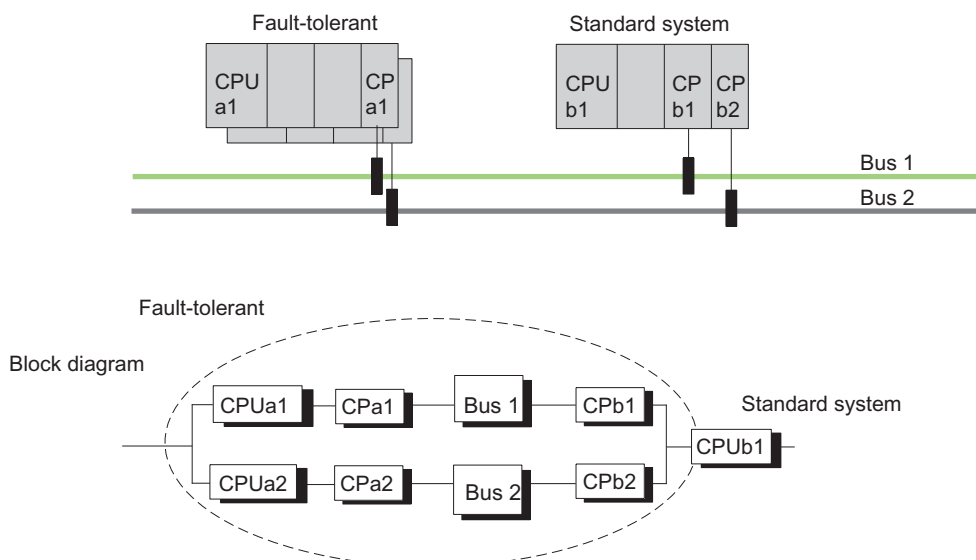 Fault-tolerant
Standard system
CPU
a1
CP
a1
CPU
b1
CP
b1
CP
b2
Bus 1
Bus 2
Fault-tolerant
Block diagram
CPUa1
CPa1
Bus 1
CPb1
Standard system
CPUb1
CPUa2
CPa2
Bus 2
CPb2